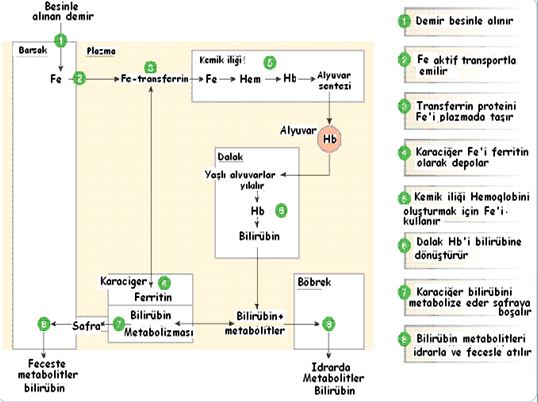 Besinle
alınan demir
1
Barsak
Plazma
Fe
2
3
Fe-transferrin
Kemik iliği!
5
Fe
Hem
Hb
Alyuvar
sentezi
Alyuvar
Hb
Dalak
Yaşlı alvuvarlar
yıkılır
Hb
6
Bilirübin
Karaciger
4
Ferritin
Bilirübin
Metabolizması
7
Safra
8
Bilirübin+
metabolitler
Böbrek
8
Feceste
metabolitler
bilirübin
Idrarda
Metabolitler
Bilirübin
1 Demir besinle alınır
2 Fe aktif transportla
emilir
3 Transferrin proteini
Fe'i plazmada taşır
4 Karaciğer Fe'i ferritin
olarak depolar
5 Kemik iliği Hemoglobini
oluşturmak için Fe'i.
kullanır
6 Dalak Hb'i bilirübine
dönüştürür
7 Karaciğer bilirübini
metabolize eder safraya
boşalır
8 Bilirübin metabolitleri
idrarla ve fecesle atılır